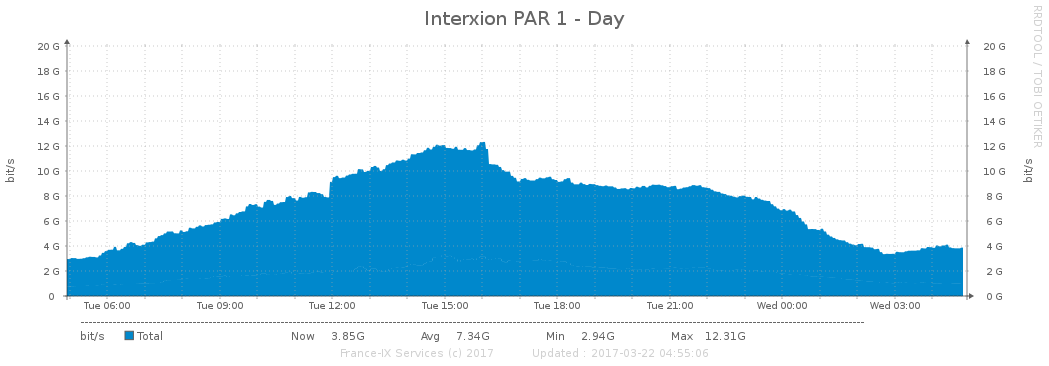 Interxion PAR 1 - Day
RRDTOOL / TOBI OETIKER
bit/s
20 G 20 G
18 G 18 G
16 G 16 G
14 G 14 G
12 G 12 G
10 G 10 G
8 G 8 G
6 G 6 G
4 G 4 G
2 G 2 G
0 0 G
bit/s
Tue 06:00 Tue 09:00 Tue 12:00 Tue 15:00 Tue 18:00 Tue 21:00 Wed 00:00 Wed 03:00
bit/s Total Now 3.85G Avg 7.34G Min 2.94G Max 12.31G
France-IX Services (c) 2017 Updated : 2017-03-22 04:55:06